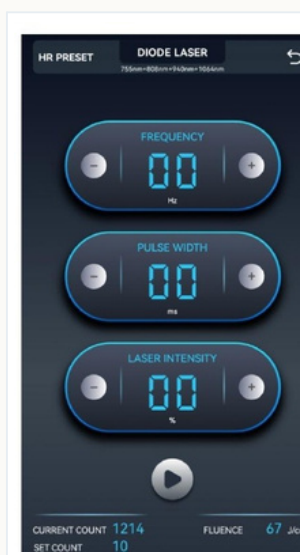 HR PRESET
DIODE LASER
755nm+808nm+940nm+1064nm
FREQUENCY
-
00
+
Hz
PULSE WIDTH
-
00
+
ms
LASER INTENSITY
-
00
+
%
CURRENT COUNT 1214
FLUENCE 67 J/c
SET COUNT 10